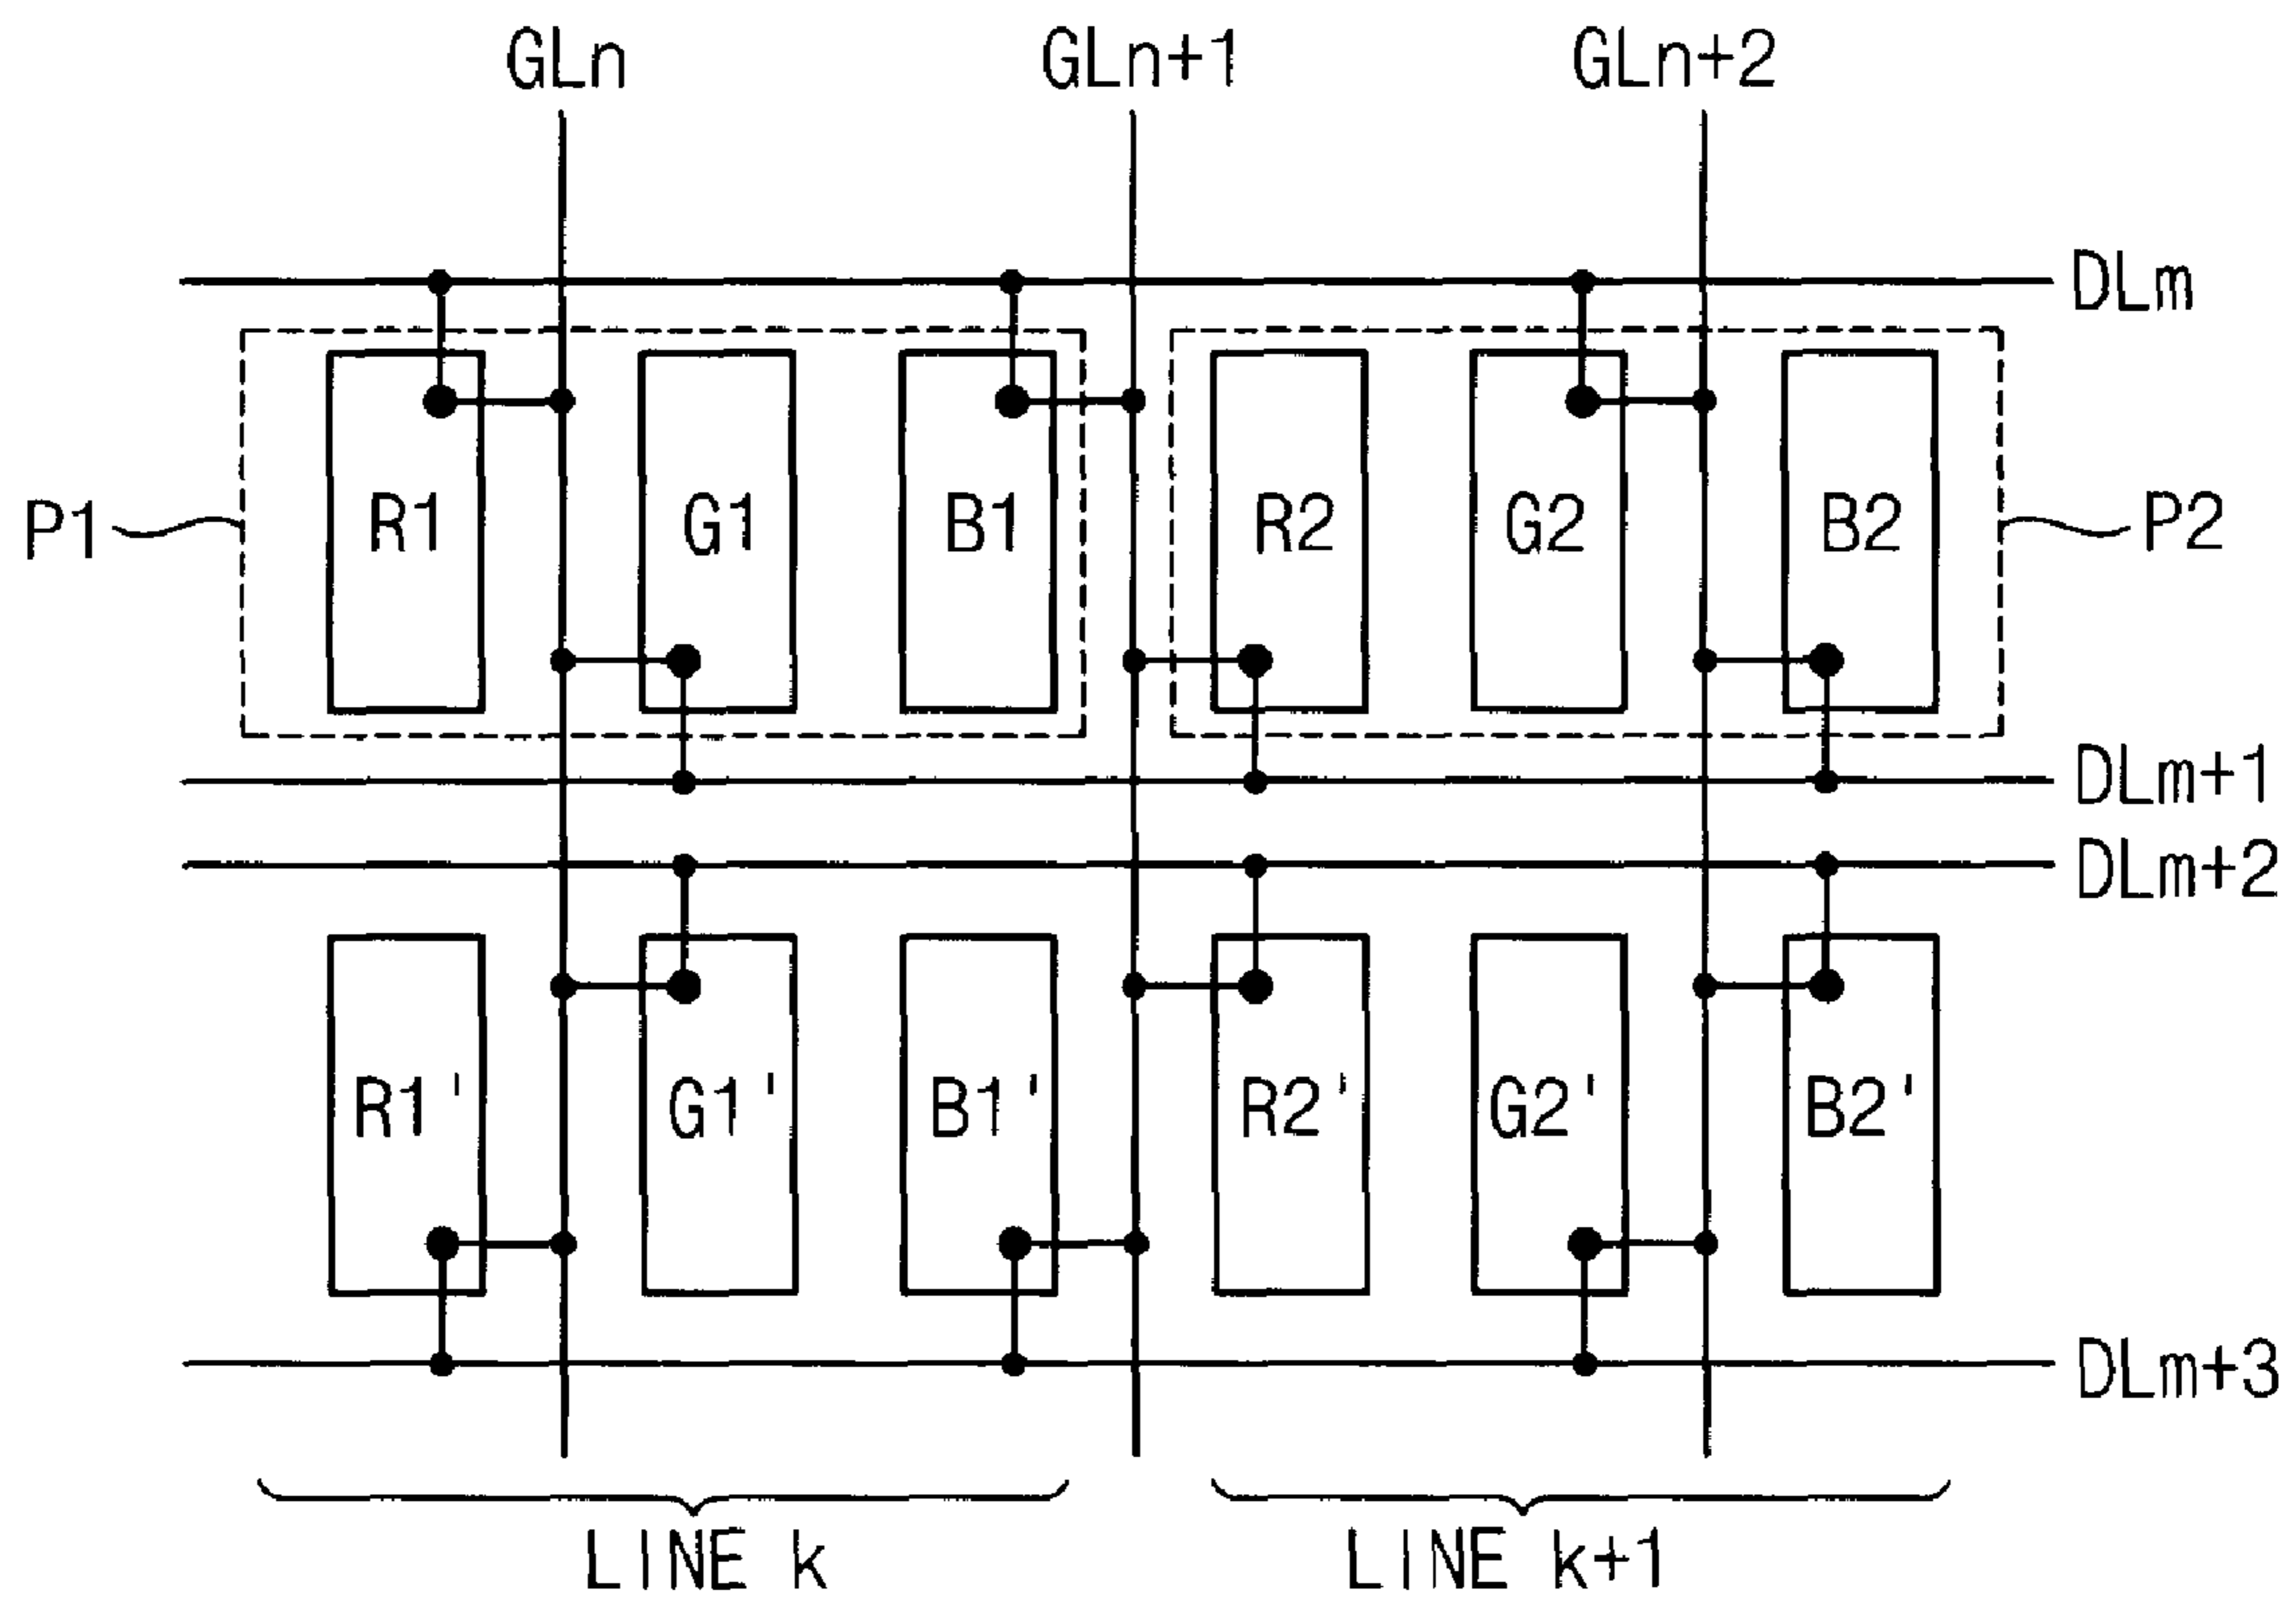 GLn GLn+1 GLn+2
DLm
P1 R1 G1 B1 R2 G2 B2 P2
DLm+1
DLm+2
R1' G1' B1' R2' G2' B2'
DLm+3
LINE k LINE k+1